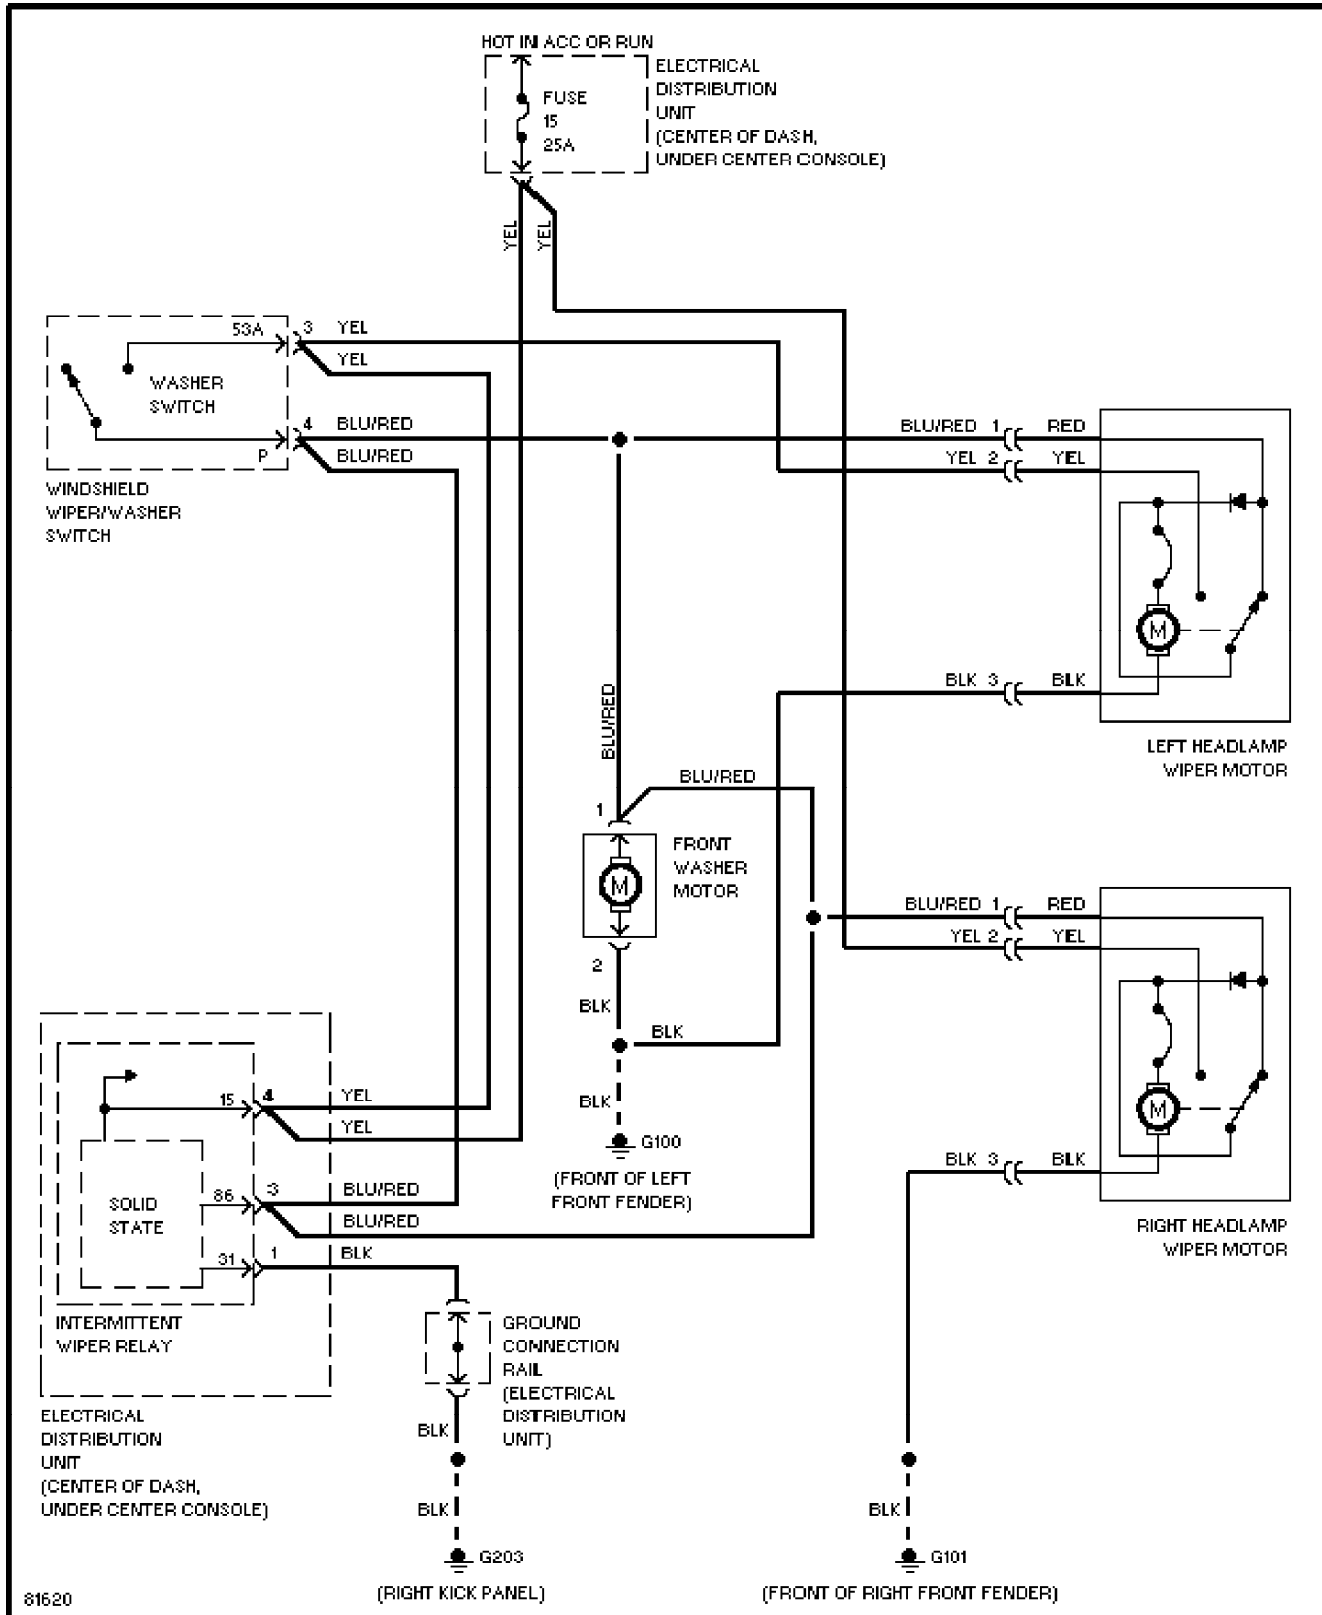 HOT IN ACC OR RUN
FUSE
15
25A
ELECTRICAL
DISTRIBUTION
UNIT
(CENTER OF DASH,
UNDER CENTER CONSOLE)
YEL
YEL
53A
3 YEL
YEL
WASHER
SWITCH
4 BLU/RED
P
BLU/RED
WINDSHIELD
WIPER/WASHER
SWITCH
BLU/RED 1 RED
YEL 2 YEL
M
BLK 3 BLK
LEFT HEADLAMP
WIPER MOTOR
BLU/RED
BLU/RED
1
M
FRONT
WASHER
MOTOR
2
BLK
BLK
BLK
G100
(FRONT OF LEFT
FRONT FENDER)
BLU/RED 1 RED
YEL 2 YEL
M
BLK 3 BLK
RIGHT HEADLAMP
WIPER MOTOR
15 4 YEL
YEL
SOLID
STATE
86 3 BLU/RED
BLU/RED
31 1 BLK
INTERMITTENT
WIPER RELAY
ELECTRICAL
DISTRIBUTION
UNIT
(CENTER OF DASH,
UNDER CENTER CONSOLE)
GROUND
CONNECTION
RAIL
(ELECTRICAL
DISTRIBUTION
UNIT)
BLK
BLK
G203
(RIGHT KICK PANEL)
BLK
G101
(FRONT OF RIGHT FRONT FENDER)
81620